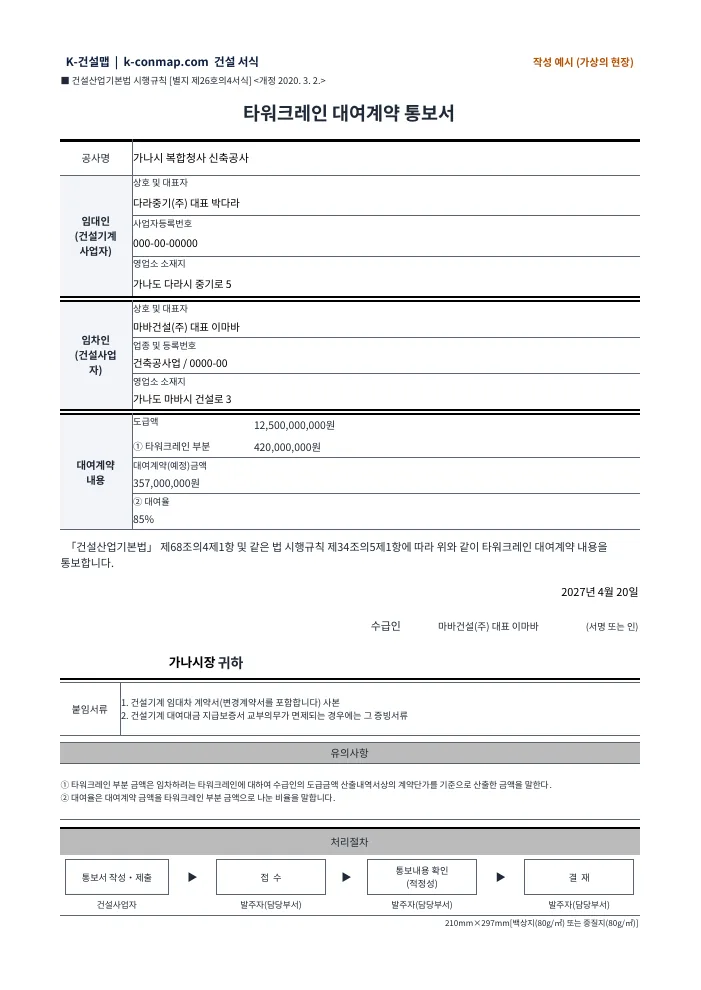 K-건설맵 | k-conmap.com 건설 서식
작성 예시 (가상의 현장)
■ 건설산업기본법 시행규칙 [별지 제26호의4서식] <개정 2020. 3. 2.>
타워크레인 대여계약 통보서
공사명
가나시 복합청사 신축공사
임대인
(건설기계
사업자)
상호 및 대표자
다라중기(주) 대표 박다라
사업자등록번호
000-00-00000
영업소 소재지
가나도 다라시 중기로 5
임차인
(건설사업
자)
상호 및 대표자
마바건설(주) 대표 이마바
업종 및 등록번호
건축공사업 / 0000-00
영업소 소재지
가나도 마바시 건설로 3
대여계약
내용
도급액
12,500,000,000원
① 타워크레인 부분
420,000,000원
대여계약(예정)금액
357,000,000원
② 대여율
85%
「건설산업기본법」 제68조의4제1항 및 같은 법 시행규칙 제34조의5제1항에 따라 위와 같이 타워크레인 대여계약 내용을
통보합니다.
2027년 4월 20일
수급인 마바건설(주) 대표 이마바 (서명 또는 인)
가나시장 귀하
붙임서류
1. 건설기계 임대차 계약서(변경계약서를 포함합니다) 사본
2. 건설기계 대여대금 지급보증서 교부의무가 면제되는 경우에는 그 증빙서류
유의사항
① 타워크레인 부분 금액은 임차하려는 타워크레인에 대하여 수급인의 도급금액 산출내역서상의 계약단가를 기준으로 산출한 금액을 말한다.
② 대여율은 대여계약 금액을 타워크레인 부분 금액으로 나눈 비율을 말합니다.
처리절차
통보서 작성・제출 ▶ 접 수 ▶ 통보내용 확인
(적정성) ▶ 결 재
건설사업자 발주자(담당부서) 발주자(담당부서) 발주자(담당부서)
210mm×297mm[백상지(80g/㎡) 또는 중질지(80g/㎡)]